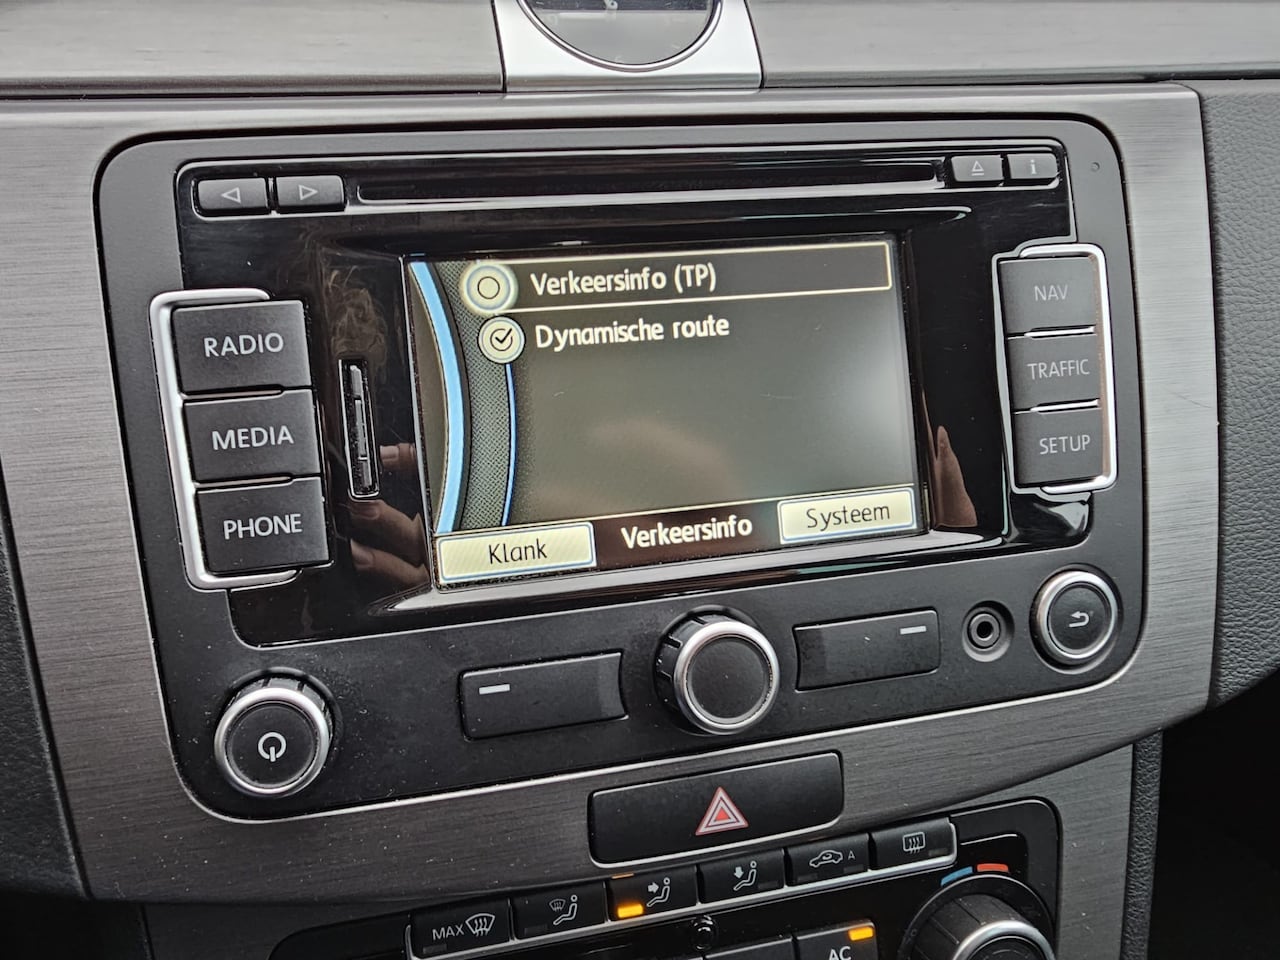 i
RADIO
MEDIA
PHONE
Verkeersinfo (TP)
Dynamische route
Klank
Verkeersinfo
Systeem
NAV
TRAFFIC
SETUP
MAX
A
AC